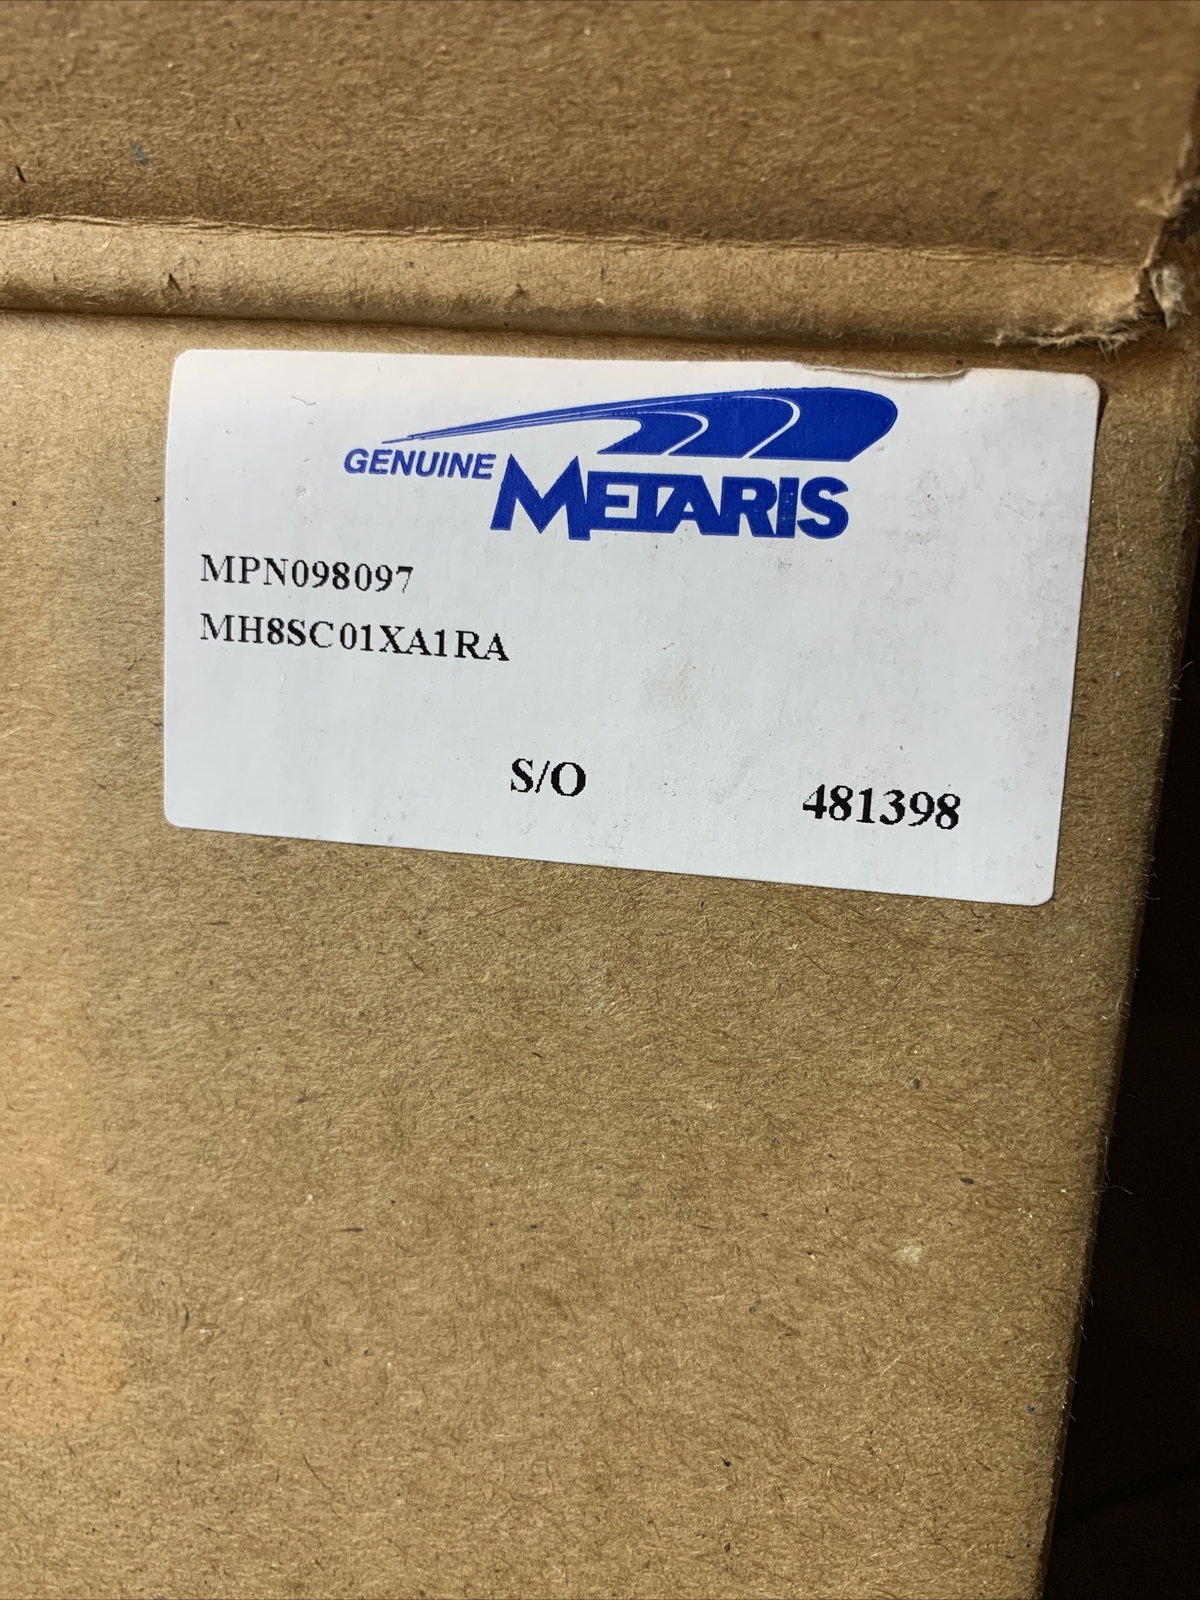 GENUINE METARIS
MPN098097
MH8SC01XA1RA
S/O 481398